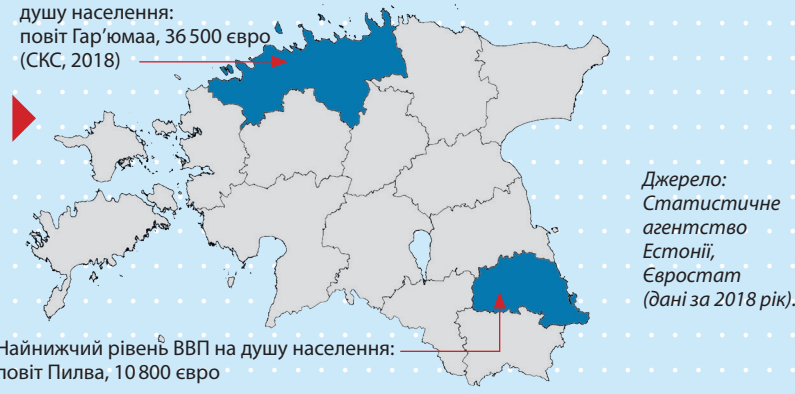 душу населення:
повіт Гар’юмаа, 36 500 євро
(СКС, 2018)
Джерело:
Статистичне
агентство
Естонії,
Євростат
(дані за 2018 рік).
Найнижчий рівень ВВП на душу населення:
повіт Пилва, 10 800 євро